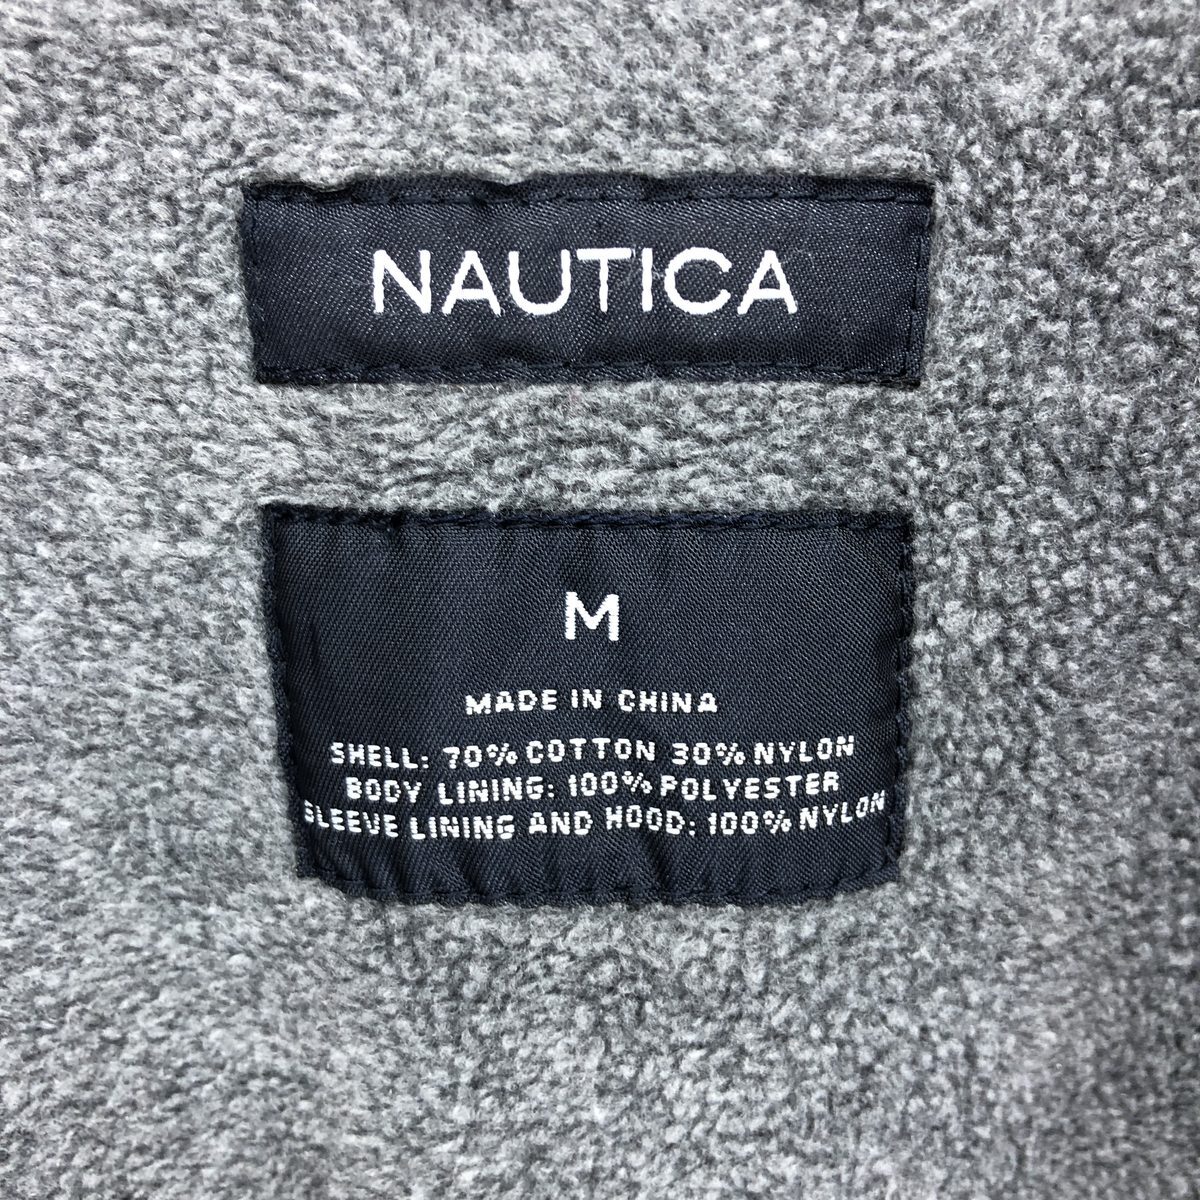 NAUTICA
M
MADE IN CHINA
SHELL: 70% COTTON 30% NYLON
BODY LINING: 100% POLYESTER
SLEEVE LINING AND HOOD: 100% NYLON